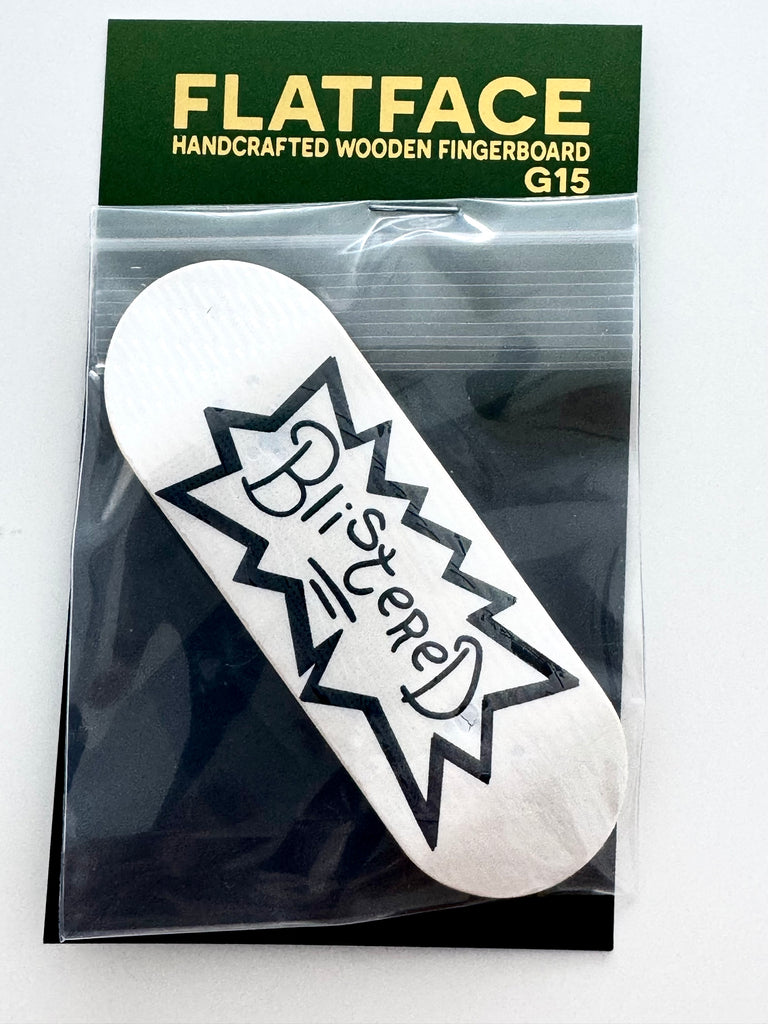 FLATFACE
HANDCRAFTED WOODEN FINGERBOARD
G15
BlisteReD